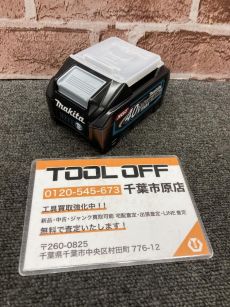 makita
XGT
40Vmax
TOOL OFF
0120-545-673 千葉市原店
工具買取強化中！！
新品・中古・ジャンク買取可能 宅配査定・出張査定・LINE査定
無料で査定いたします！
〒260-0825
千葉県千葉市中央区村田町 776-12